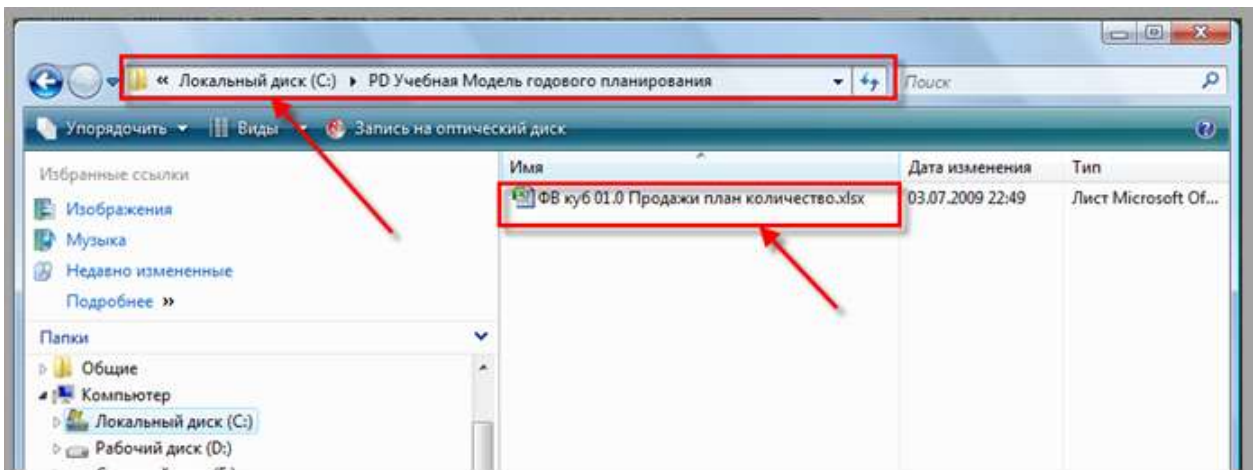 « Локальный диск (C:) PD Учебная Модель годового планирования
Поиск
Упорядочить Виды Запись на оптический диск
Избранные ссылки
Изображения
Музыка
Недавно измененные
Подробнее »
Папки
Общие
Компьютер
Локальный диск (C:)
Рабочий диск (D:)
Имя Дата изменения Тип
ФВ куб 01.0 Продажи план количество.xlsx 03.07.2009 22:49 Лист Microsoft Of...